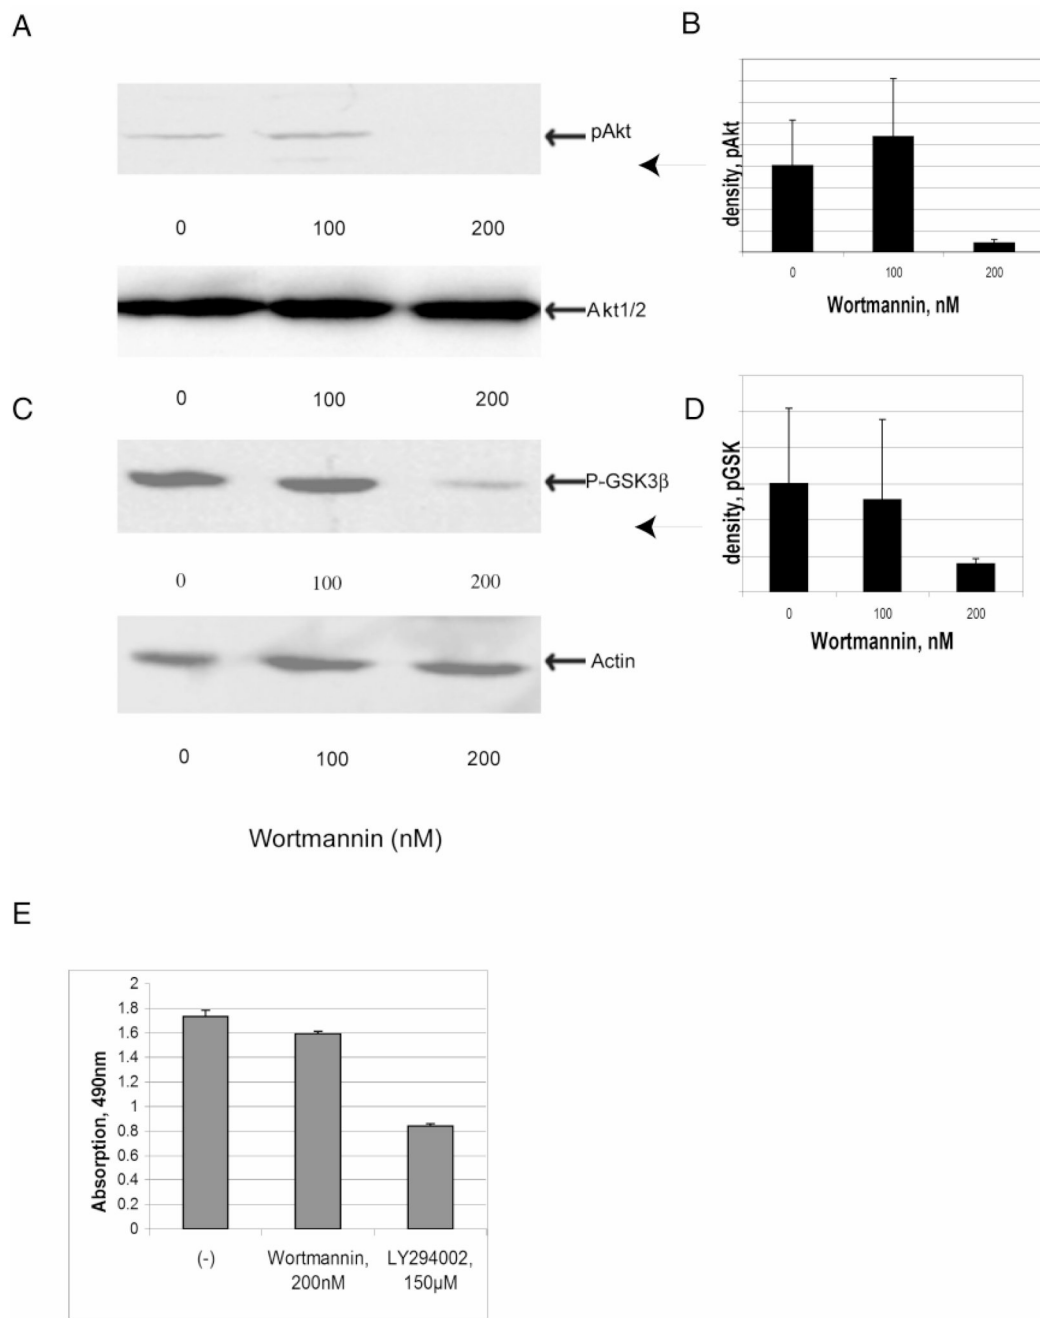 A
B
pAkt
0 100 200
Akt1/2
0 100 200
density, pAkt
0 100 200
Wortmannin, nM
C
D
P-GSK3β
0 100 200
Actin
0 100 200
Wortmannin (nM)
density, pGSK
0 100 200
Wortmannin, nM
E
Absorption, 490nm
2
1.8
1.6
1.4
1.2
1
0.8
0.6
0.4
0.2
0
(-) Wortmannin, LY294002,
200nM 150µM